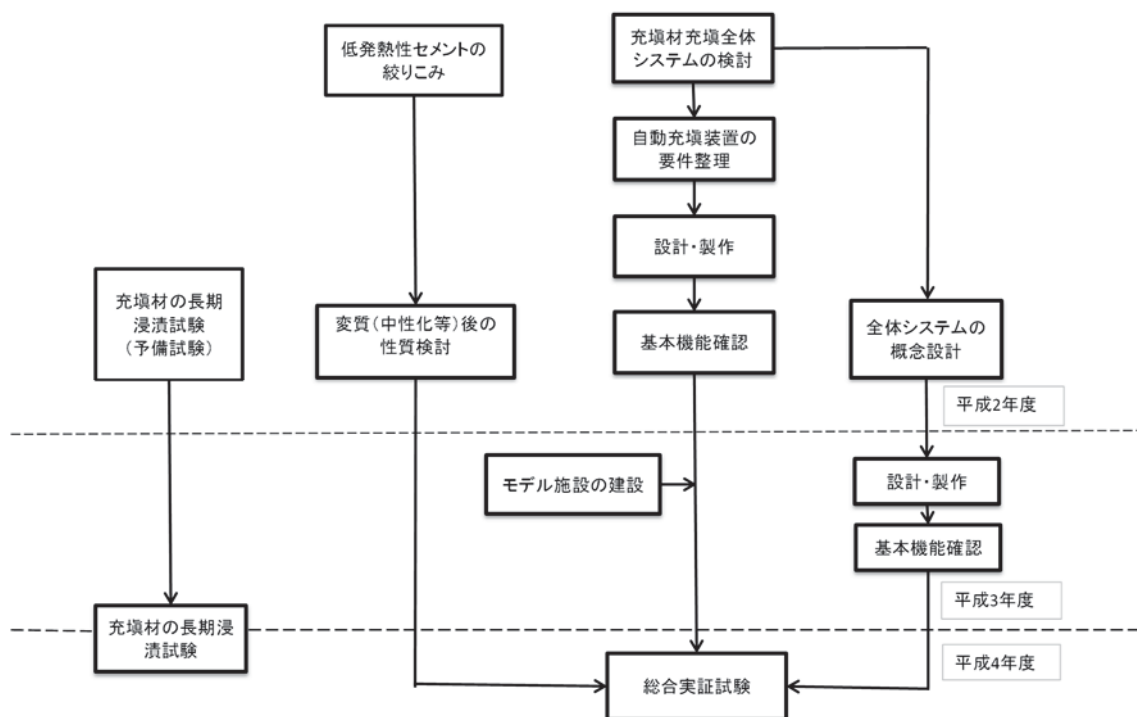 低発熱性セメントの
絞りこみ
充塡材充塡全体
システムの検討
自動充塡装置の
要件整理
設計・製作
充塡材の長期
浸漬試験
(予備試験)
変質(中性化等)後の
性質検討
基本機能確認
全体システムの
概念設計
平成2年度
モデル施設の建設
設計・製作
基本機能確認
平成3年度
充塡材の長期浸
漬試験
総合実証試験
平成4年度